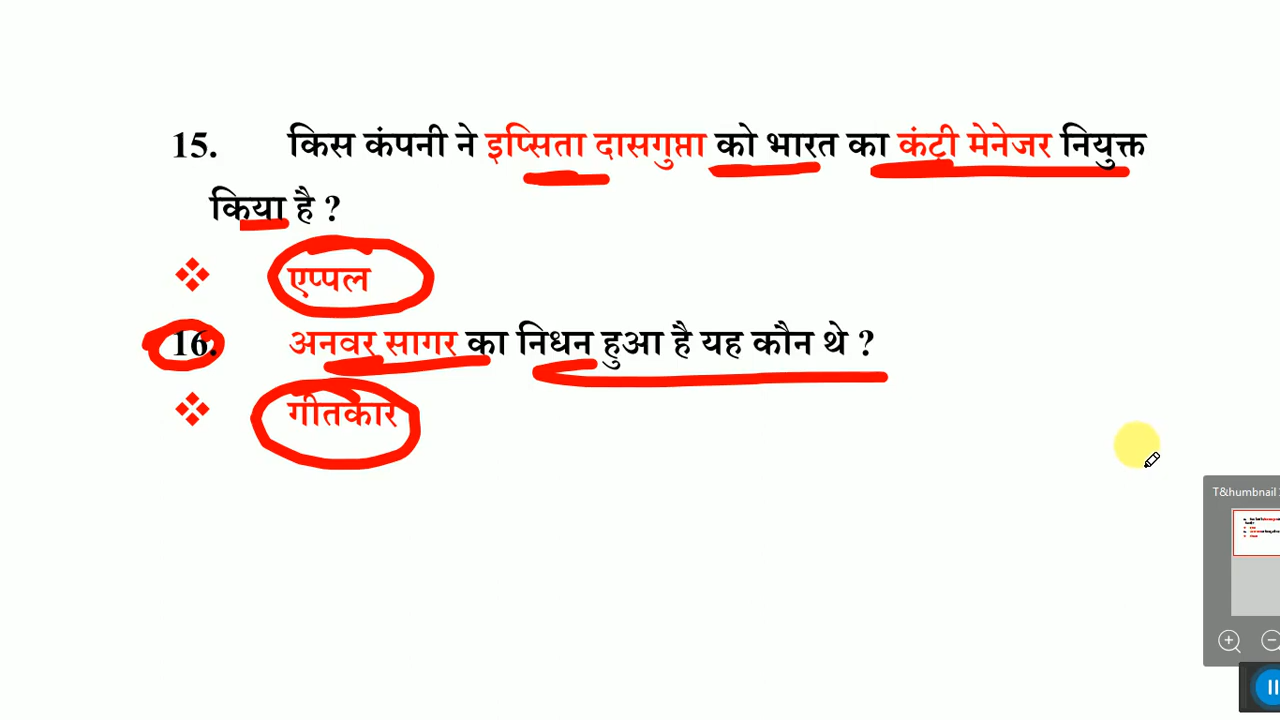 15. किस कंपनी ने इप्सिता दासगुप्ता को भारत का कंट्री मेनेजर नियुक्त
किया है ?
❖ एप्पल
16. अनवर सागर का निधन हुआ है यह कौन थे ?
❖ गीतकार
T&humbnail